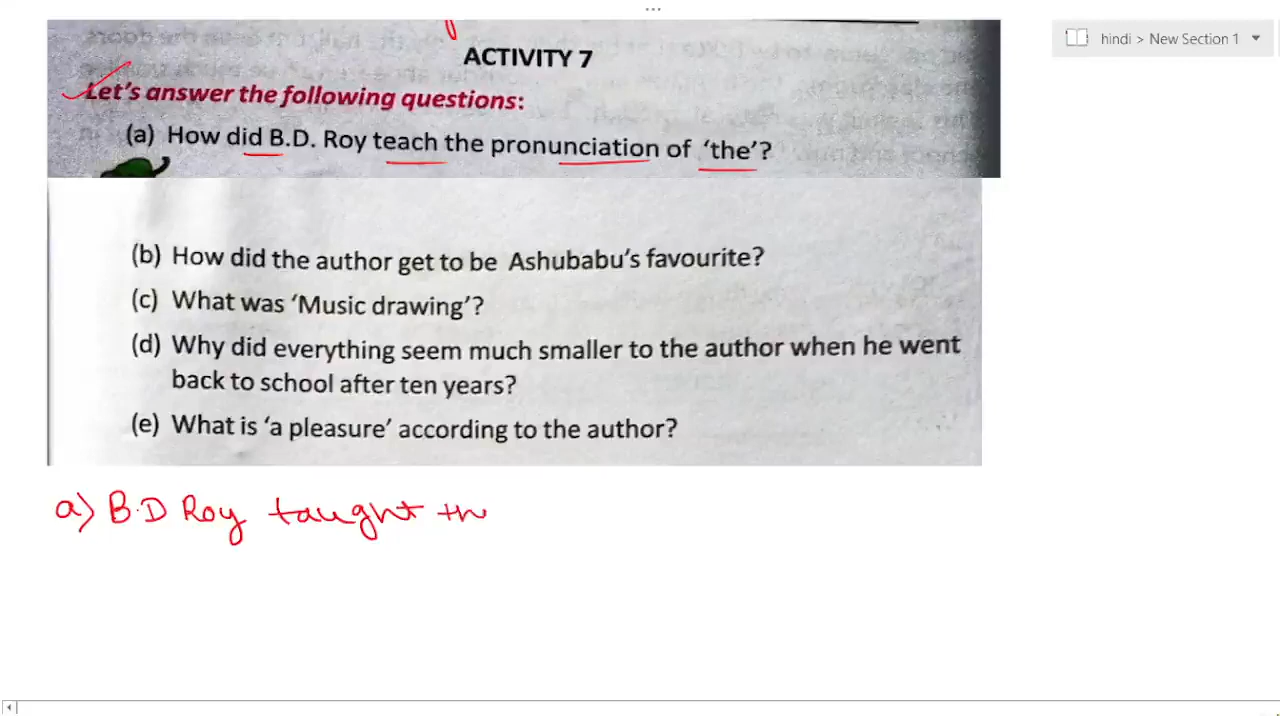 ...
hindi > New Section 1
ACTIVITY 7
Let's answer the following questions:
(a) How did B.D. Roy teach the pronunciation of 'the'?
(b) How did the author get to be Ashubabu's favourite?
(c) What was 'Music drawing'?
(d) Why did everything seem much smaller to the author when he went
back to school after ten years?
(e) What is 'a pleasure' according to the author?
a) B.D Roy taught th